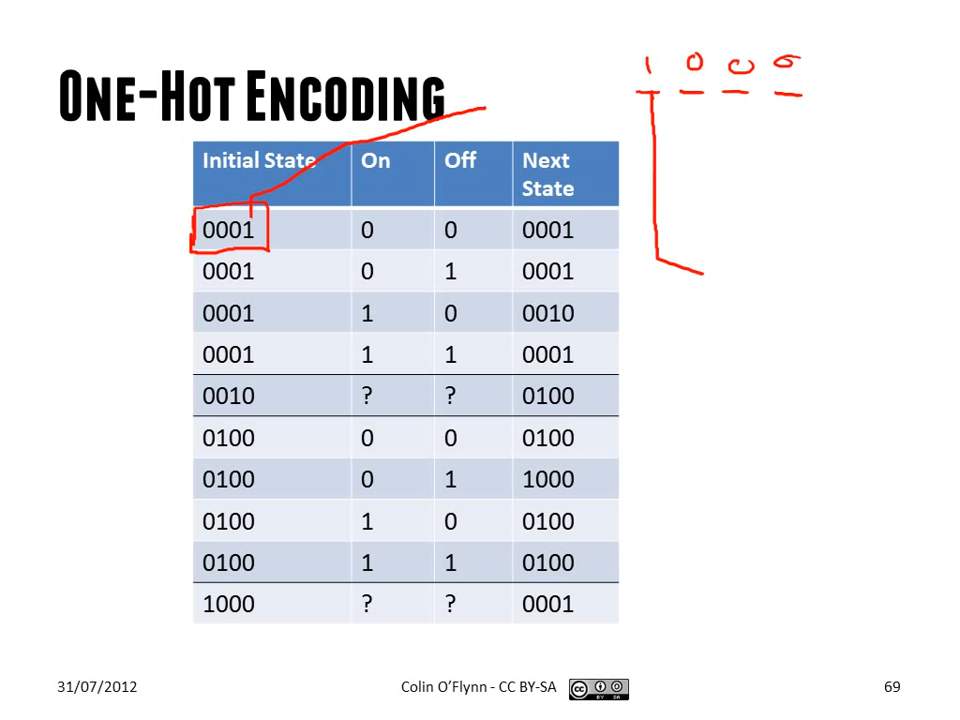 1 0 0 0
ONE-HOT ENCODING
Initial State On Off Next State
0001 0 0 0001
0001 0 1 0001
0001 1 0 0010
0001 1 1 0001
0010 ? ? 0100
0100 0 0 0100
0100 0 1 1000
0100 1 0 0100
0100 1 1 0100
1000 ? ? 0001
31/07/2012 Colin O'Flynn - CC BY-SA cc BY SA 69